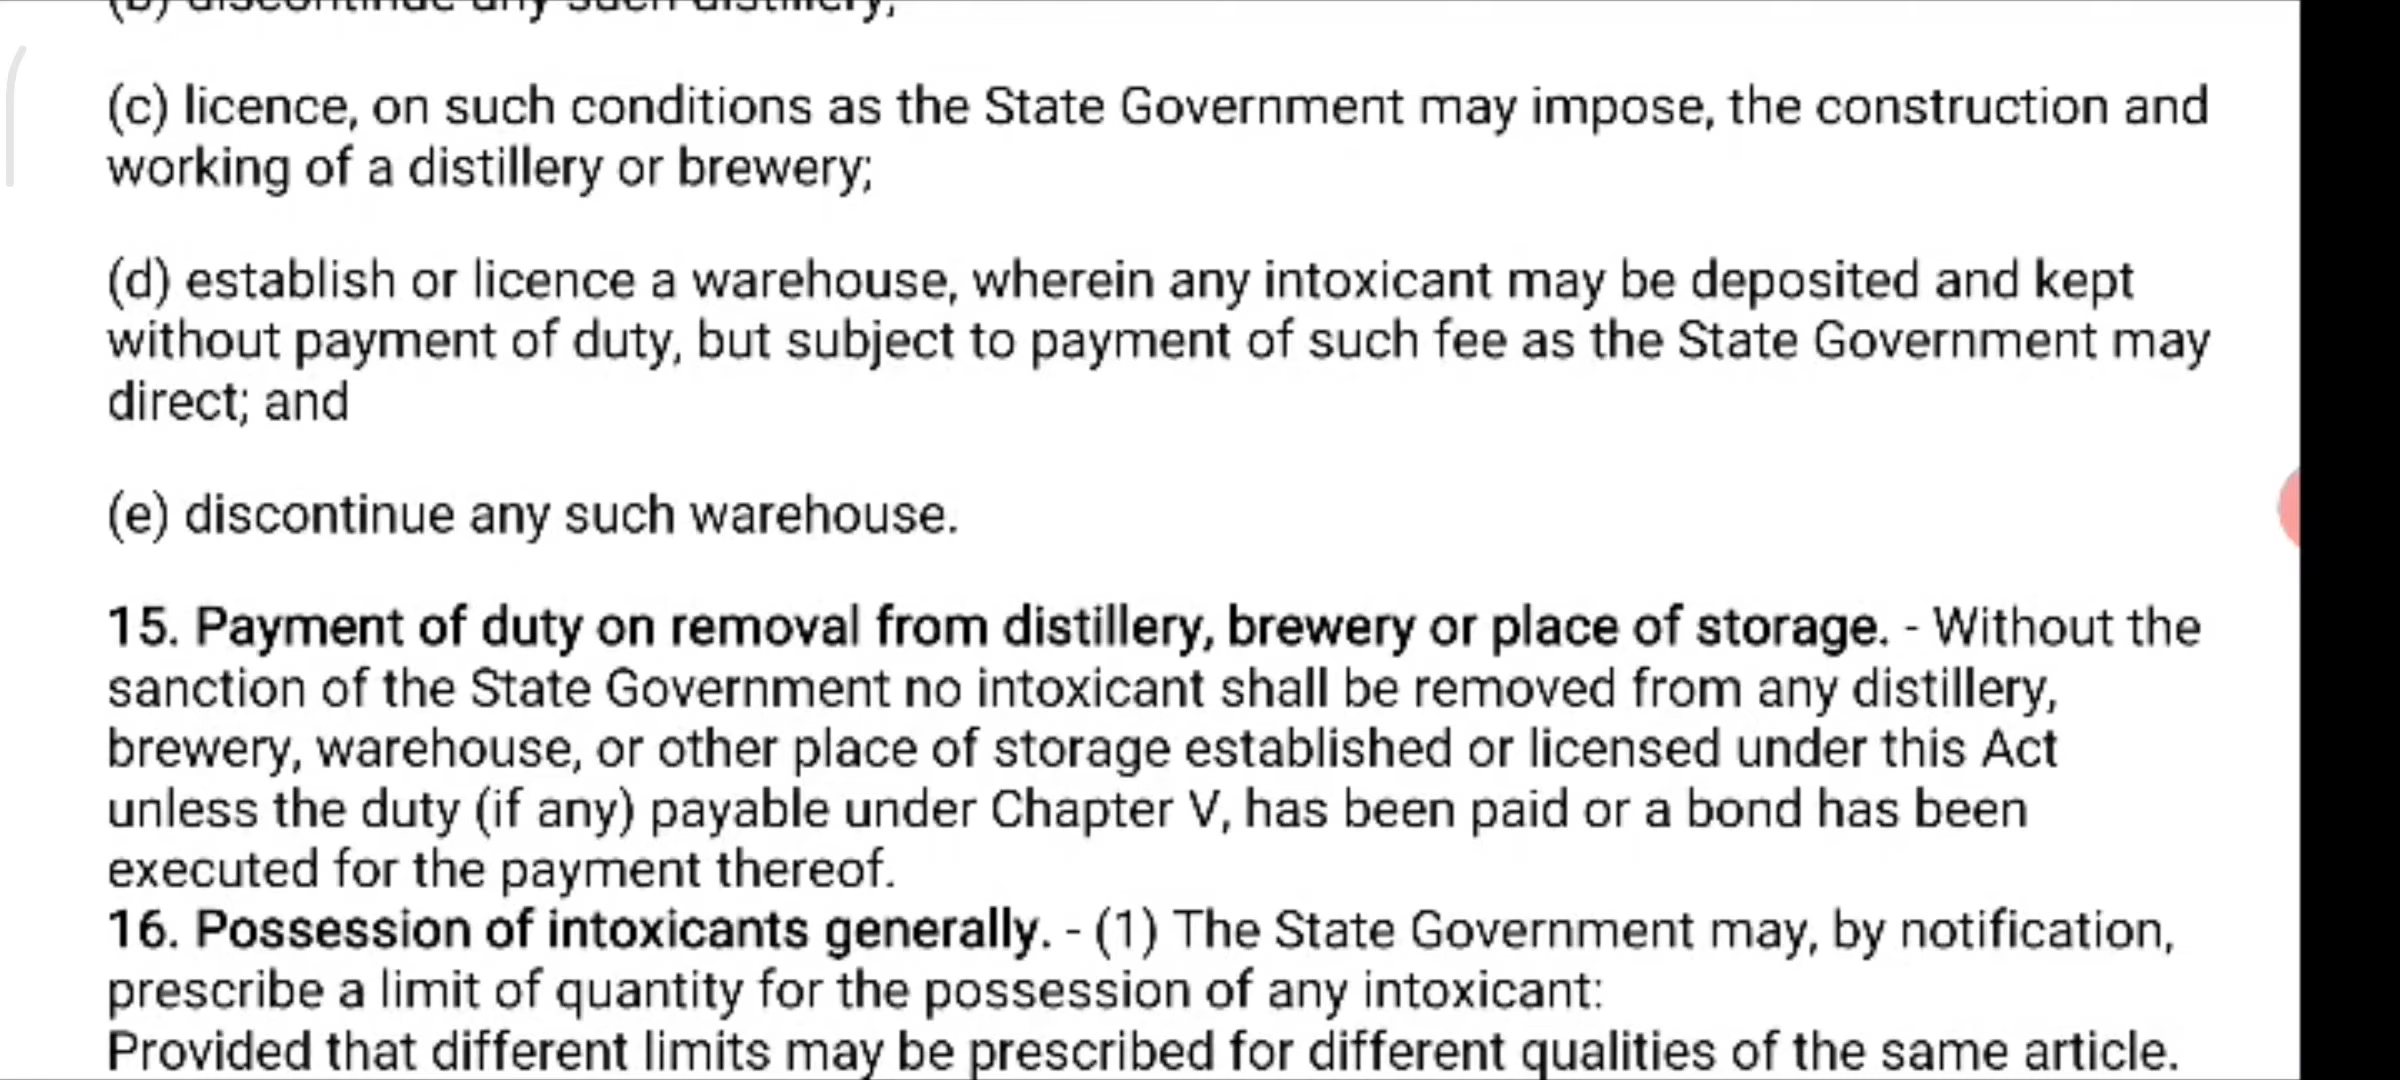 (b) discontinue any such distillery;
(c) licence, on such conditions as the State Government may impose, the construction and
working of a distillery or brewery;
(d) establish or licence a warehouse, wherein any intoxicant may be deposited and kept
without payment of duty, but subject to payment of such fee as the State Government may
direct; and
(e) discontinue any such warehouse.
15. Payment of duty on removal from distillery, brewery or place of storage. - Without the
sanction of the State Government no intoxicant shall be removed from any distillery,
brewery, warehouse, or other place of storage established or licensed under this Act
unless the duty (if any) payable under Chapter V, has been paid or a bond has been
executed for the payment thereof.
16. Possession of intoxicants generally. - (1) The State Government may, by notification,
prescribe a limit of quantity for the possession of any intoxicant:
Provided that different limits may be prescribed for different qualities of the same article.